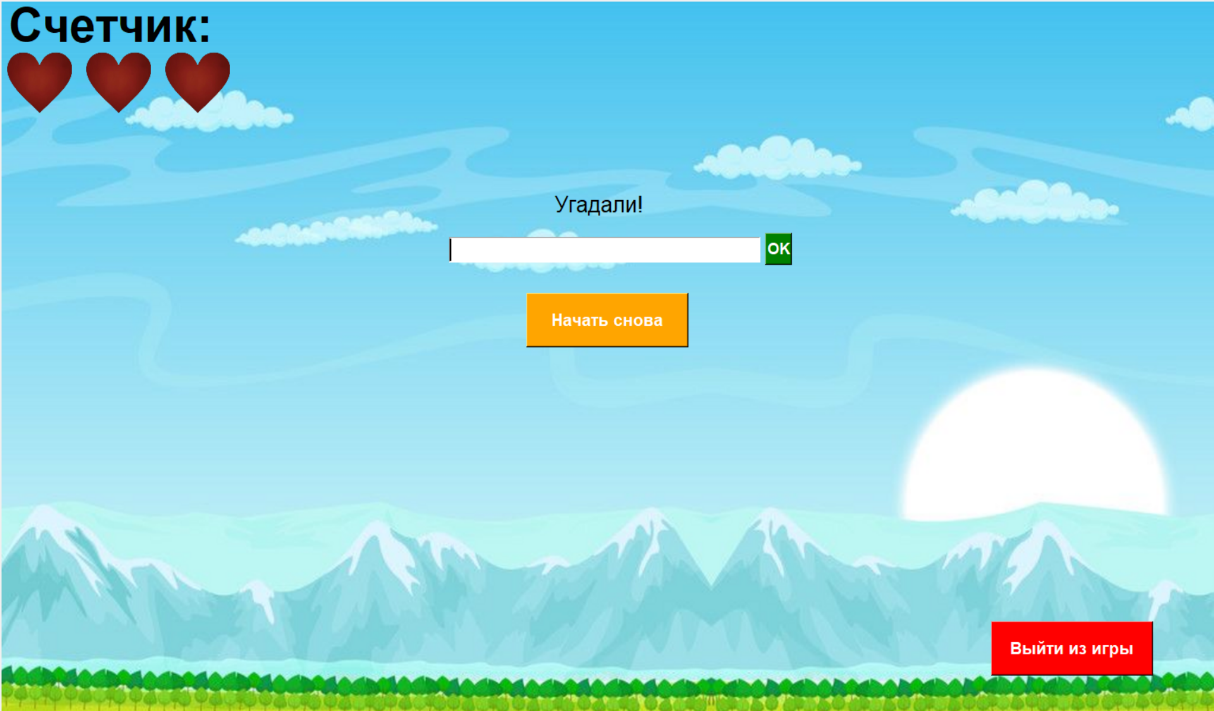 Счетчик:
Угадали!
OK
Начать снова
Выйти из игры